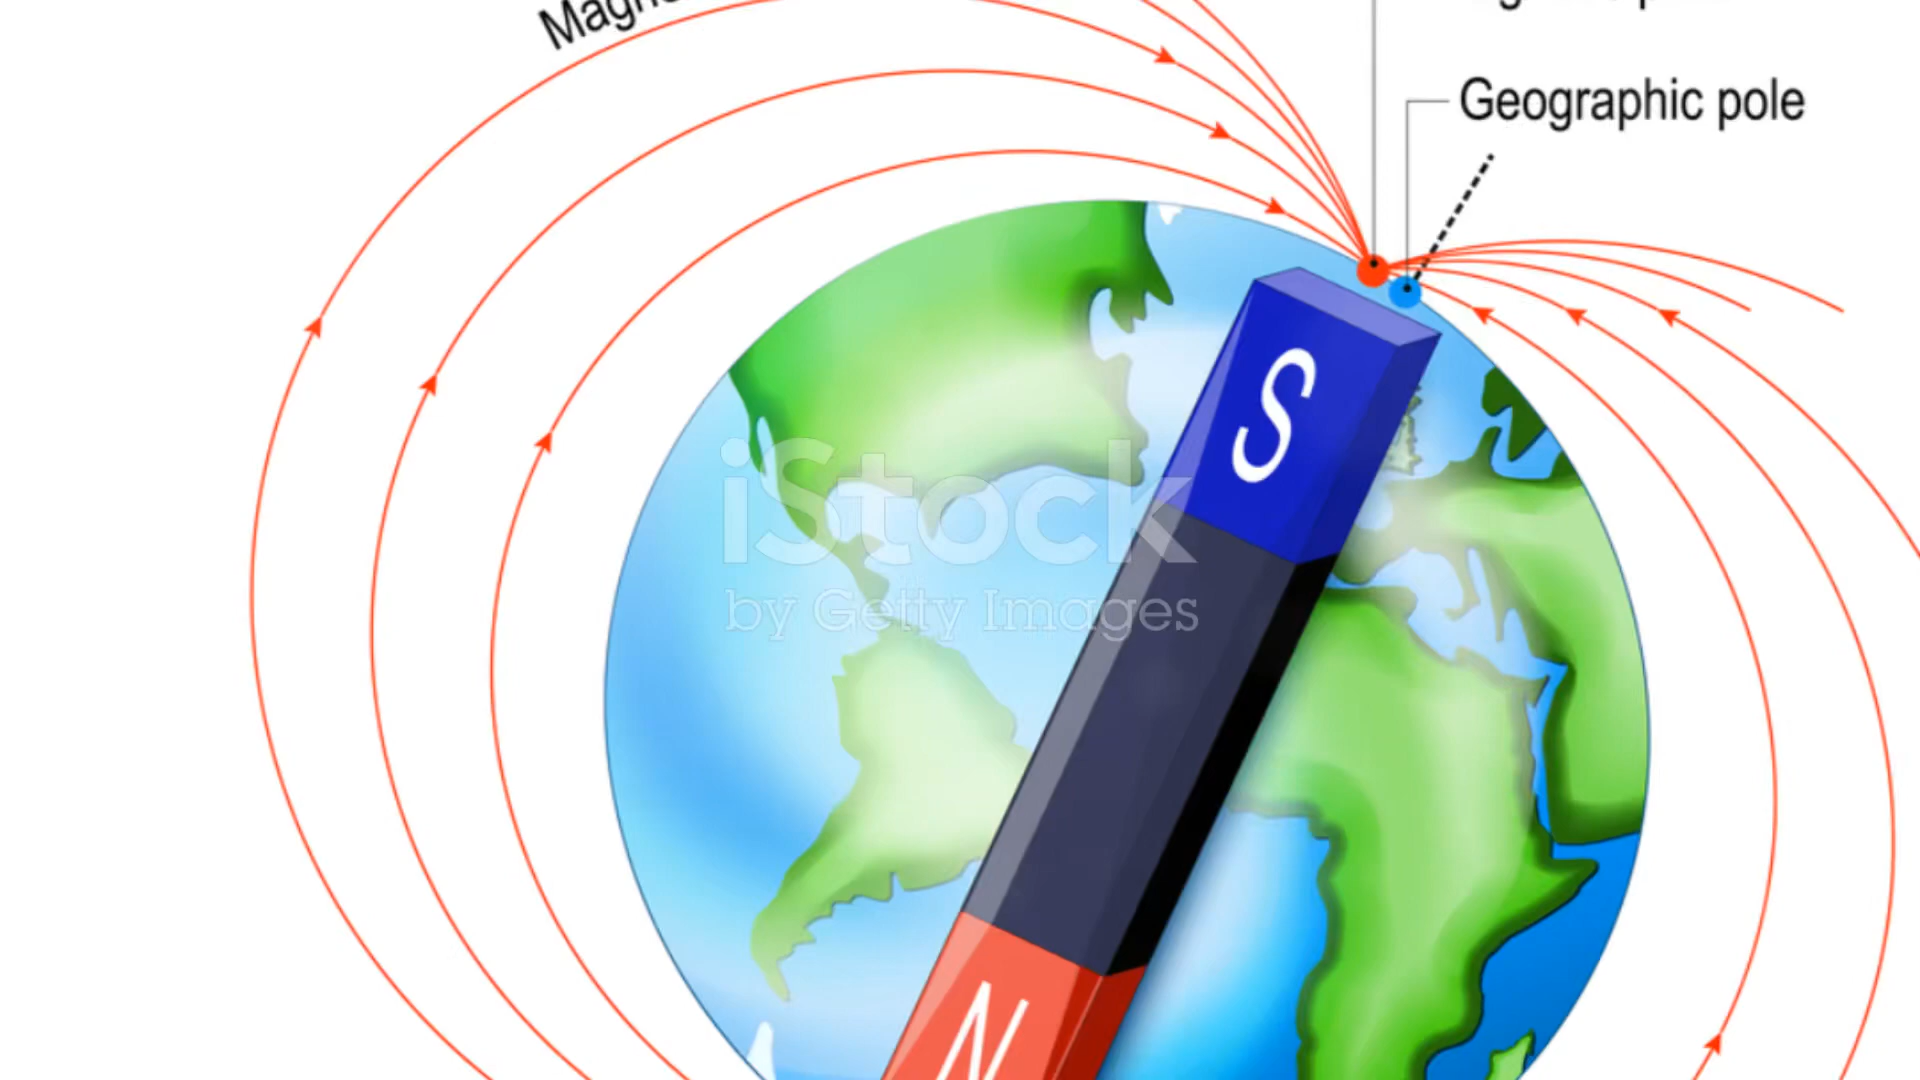 Geographic pole
S
iStock
by Getty Images
N